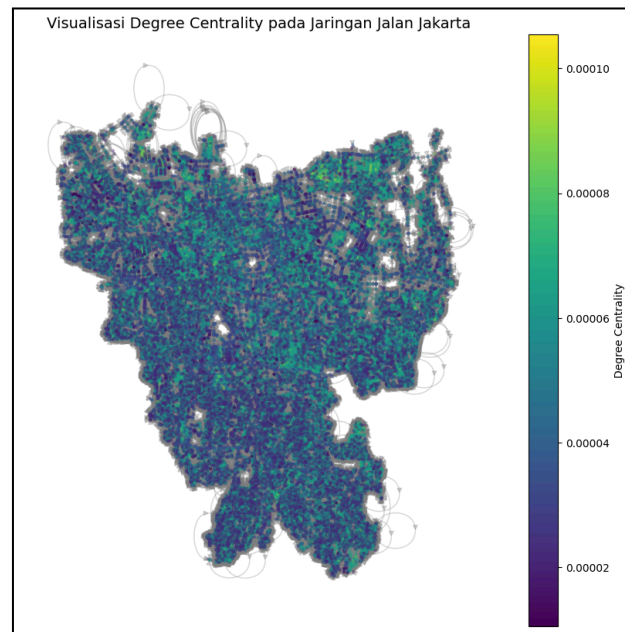 Visualisasi Degree Centrality pada Jaringan Jalan Jakarta
0.00010
0.00008
0.00006
0.00004
0.00002
Degree Centrality